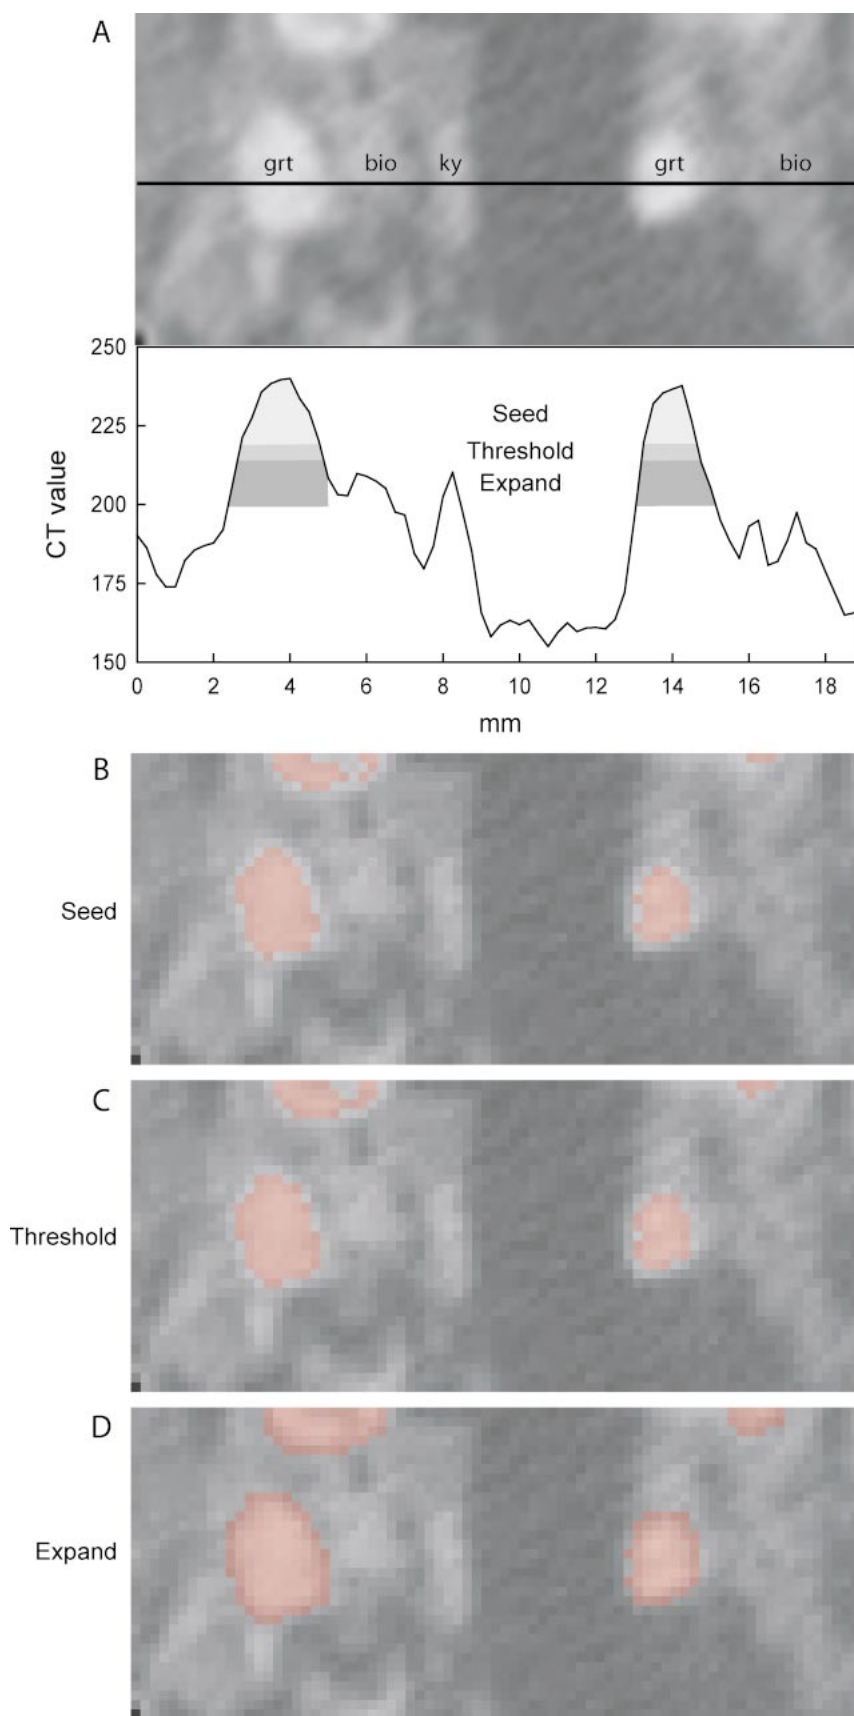 A
grt bio ky grt bio
250
225
200
175
150
CT value
Seed
Threshold
Expand
0 2 4 6 8 10 12 14 16 18
mm
B
Seed
C
Threshold
D
Expand